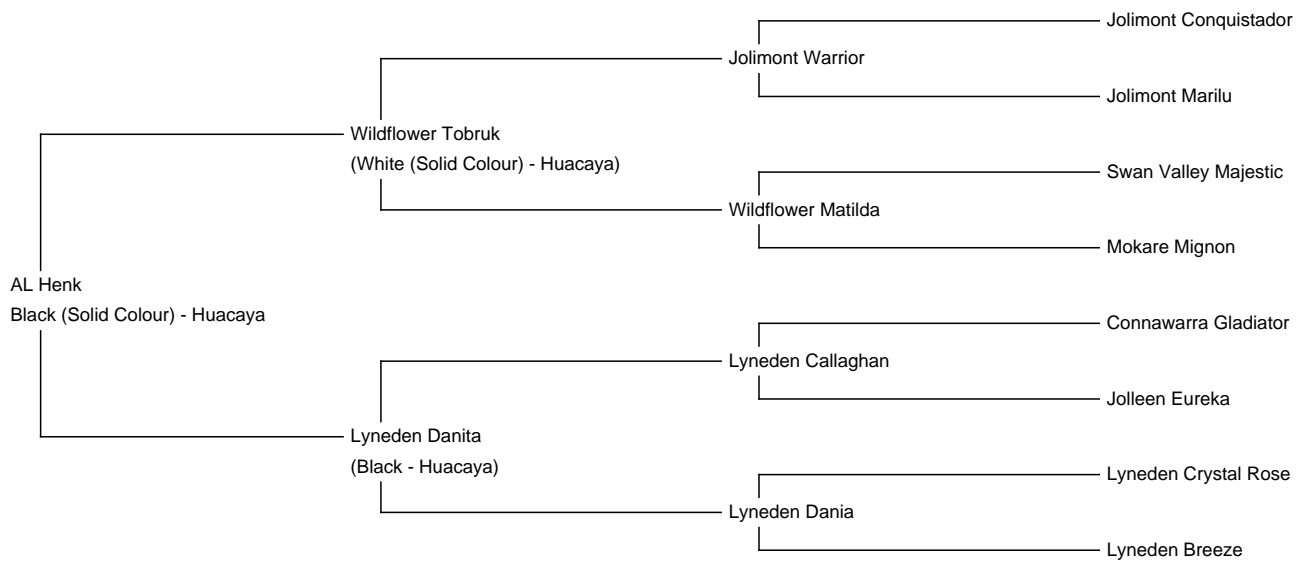 Jolimont Conquistador
Jolimont Warrior
Jolimont Marilu
Wildflower Tobruk
(White (Solid Colour) - Huacaya)
Swan Valley Majestic
Wildflower Matilda
Mokare Mignon
AL Henk
Black (Solid Colour) - Huacaya
Connawarra Gladiator
Lyneden Callaghan
Jolleen Eureka
Lyneden Danita
(Black - Huacaya)
Lyneden Crystal Rose
Lyneden Dania
Lyneden Breeze